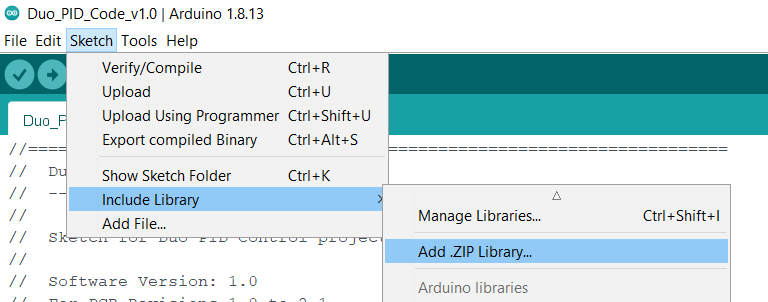 Duo_PID_Code_v1.0 | Arduino 1.8.13
File Edit Sketch Tools Help
Verify/Compile Ctrl+R
Upload Ctrl+U
Upload Using Programmer Ctrl+Shift+U
Export compiled Binary Ctrl+Alt+S
Duo_P
//==
// Du
Show Sketch Folder Ctrl+K
// --
Include Library
//
Manage Libraries... Ctrl+Shift+I
Add File...
// Sketch for Duo PID Control project
//
Add .ZIP Library...
// Software Version: 1.0
Arduino libraries
// For PCB Revisions 1.0 to 2.1